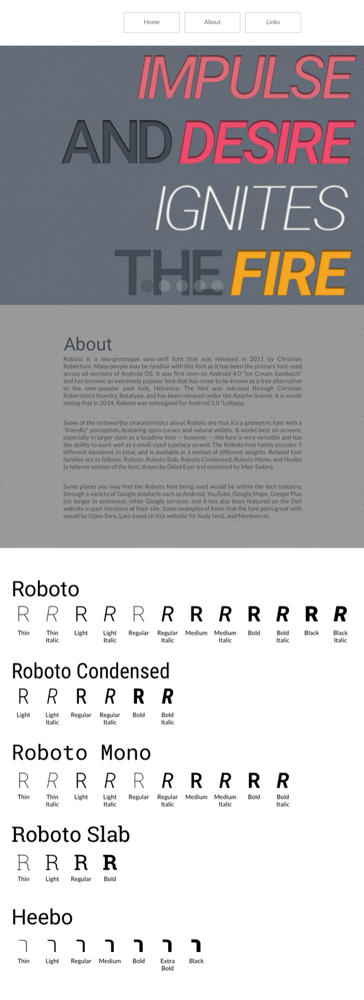 Home About Links
IMPULSE
AND DESIRE
IGNITES
THE FIRE
About
Roboto is a neo-grotesque sans-serif font that was released in 2011 by Christian
Robertson. Many people may be familiar with this font as it has been the primary font used
across all versions of Android OS. It was first seen on Android 4.0 "Ice Cream Sandwich"
and has become an extremely popular font that has come to be known as a free alternative
to the ever-popular paid font, Helvetica. The font was released through Christian
Robertson's foundry, Betatype, and has been released under the Apache license. It is worth
noting that in 2014, Roboto was redesigned for Android 5.0 "Lollipop.
Some of the noteworthy characteristics about Roboto are that it's a geometric font with a
"friendly" perception, featuring open curves and natural widths. It works best on screens,
especially in larger sizes as a headline font — however — the font is very versatile and has
the ability to work well as a small-sized typeface as well. The Roboto font family includes 5
different iterations in total, and is available in a myriad of different weights. Related font
families are as follows: Roboto, Roboto Slab, Roboto Condensed, Roboto Mono, and Heebo
(a hebrew version of the font, drawn by Oded Ezer and mastered by Meir Sadan).
Some places you may find the Roboto font being used would be within the tech industry,
through a variety of Google products such as Android, YouTube, Google Maps, Google Plus
(no longer in existence), other Google services, and it has also been featured on the Dell
website in past iteratons of their site. Some examples of fonts that the font pairs great with
would be Open Sans, Lato (used on this website for body text), and Montserrat.
Roboto
R R R R R R R R R R R R
Thin Thin Light Light Regular Regular Medium Medium Bold Bold Black Black
Italic Italic Italic Italic Italic Italic
Roboto Condensed
R R R R R R
Light Light Regular Regular Bold Bold
Italic Italic Italic
Roboto Mono
R R R R R R R R R R
Thin Thin Light Light Regular Regular Medium Medium Bold Bold
Italic Italic Italic Italic Italic
Roboto Slab
R R R R
Thin Light Regular Bold
Heebo
ר ר ר ר ר ר ר
Thin Light Regular Medium Bold Extra Black
Bold